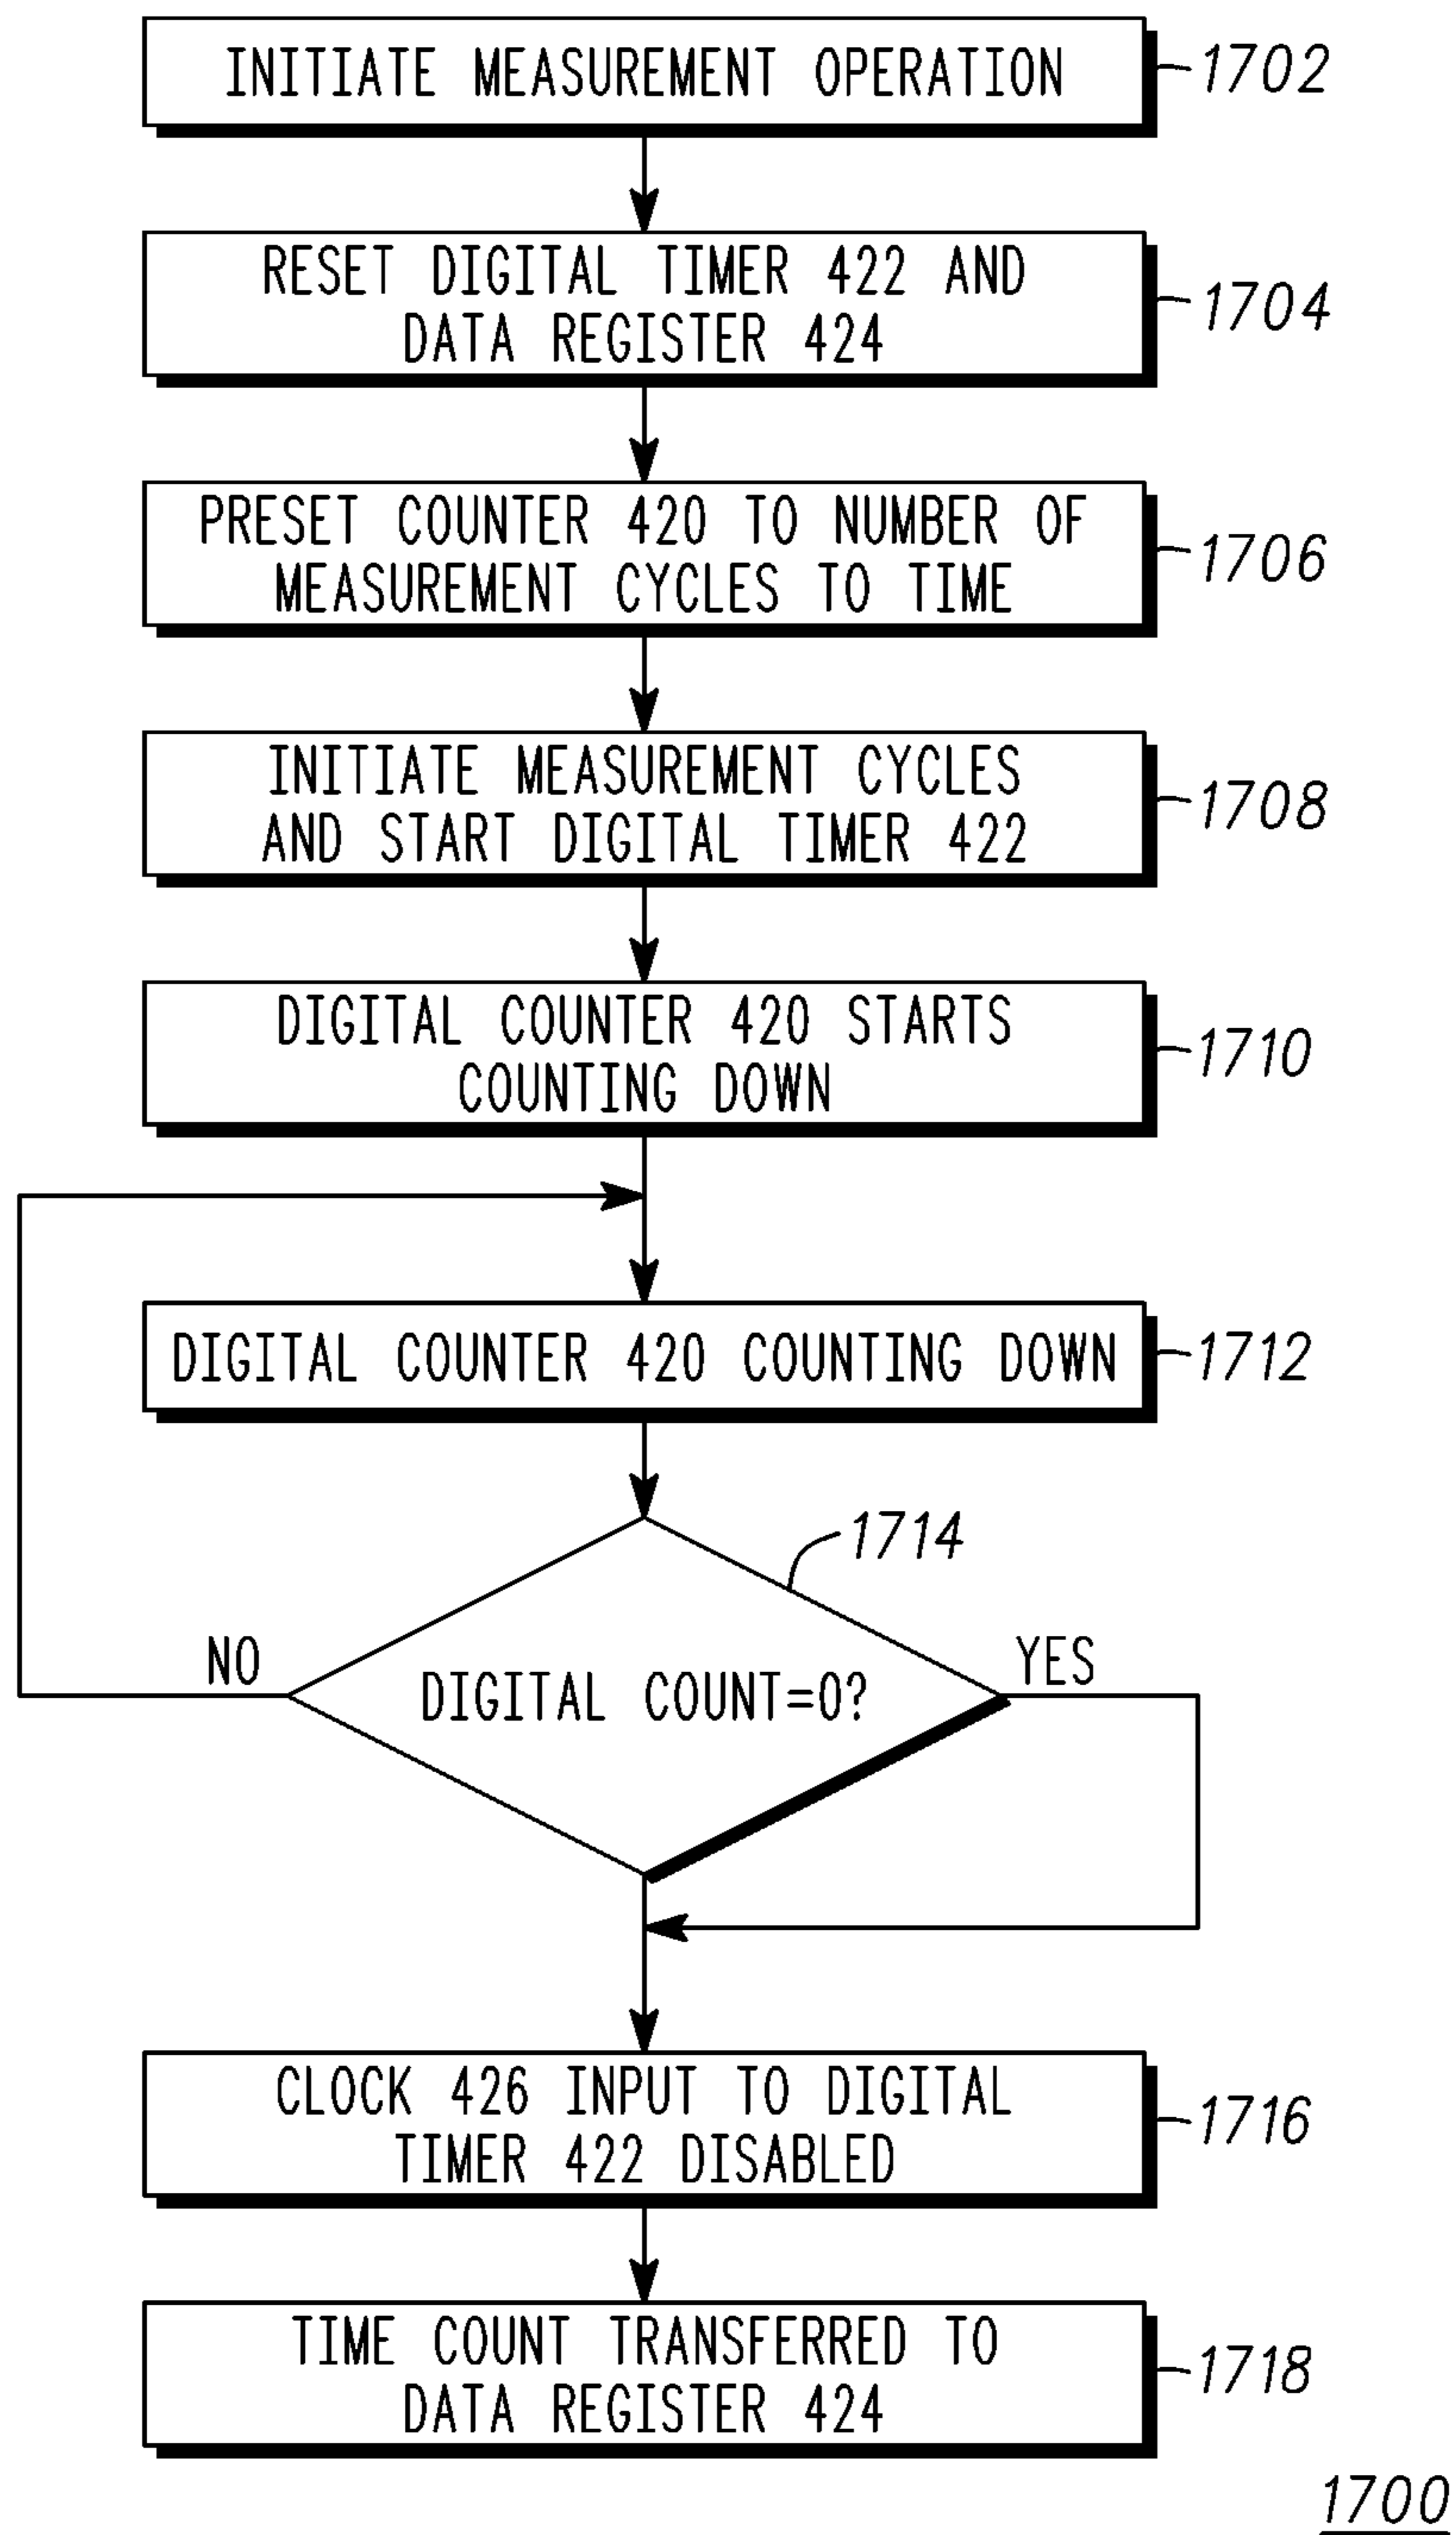 INITIATE MEASUREMENT OPERATION
1702
RESET DIGITAL TIMER 422 AND
DATA REGISTER 424
1704
PRESET COUNTER 420 TO NUMBER OF
MEASUREMENT CYCLES TO TIME
1706
INITIATE MEASUREMENT CYCLES
AND START DIGITAL TIMER 422
1708
DIGITAL COUNTER 420 STARTS
COUNTING DOWN
1710
DIGITAL COUNTER 420 COUNTING DOWN
1712
1714
NO
YES
DIGITAL COUNT=0?
CLOCK 426 INPUT TO DIGITAL
TIMER 422 DISABLED
1716
TIME COUNT TRANSFERRED TO
DATA REGISTER 424
1718
1700